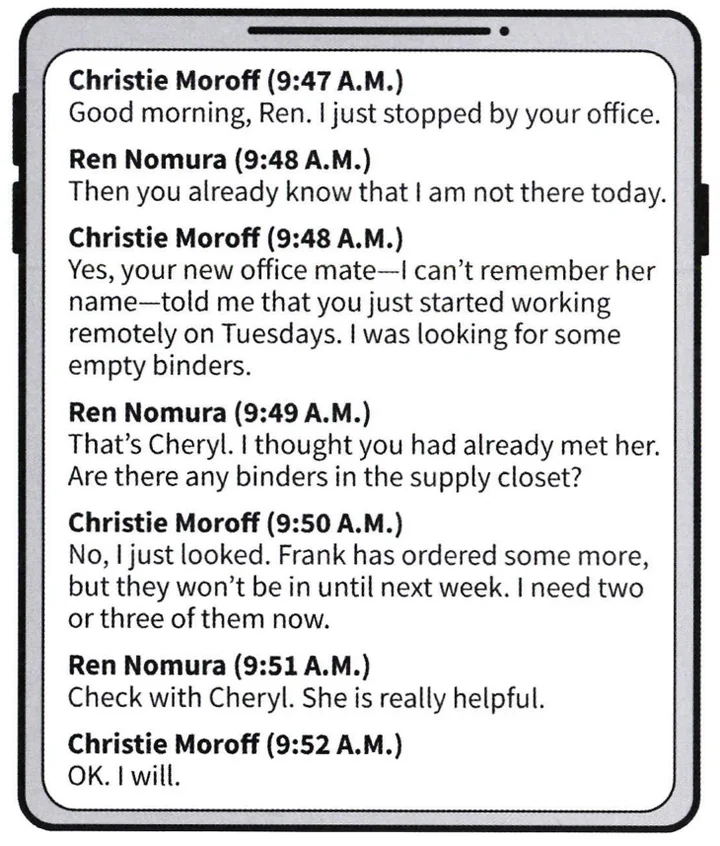 Christie Moroff (9:47 A.M.)
Good morning, Ren. I just stopped by your office.
Ren Nomura (9:48 A.M.)
Then you already know that I am not there today.
Christie Moroff (9:48 A.M.)
Yes, your new office mate—I can't remember her
name—told me that you just started working
remotely on Tuesdays. I was looking for some
empty binders.
Ren Nomura (9:49 A.M.)
That's Cheryl. I thought you had already met her.
Are there any binders in the supply closet?
Christie Moroff (9:50 A.M.)
No, I just looked. Frank has ordered some more,
but they won't be in until next week. I need two
or three of them now.
Ren Nomura (9:51 A.M.)
Check with Cheryl. She is really helpful.
Christie Moroff (9:52 A.M.)
OK. I will.